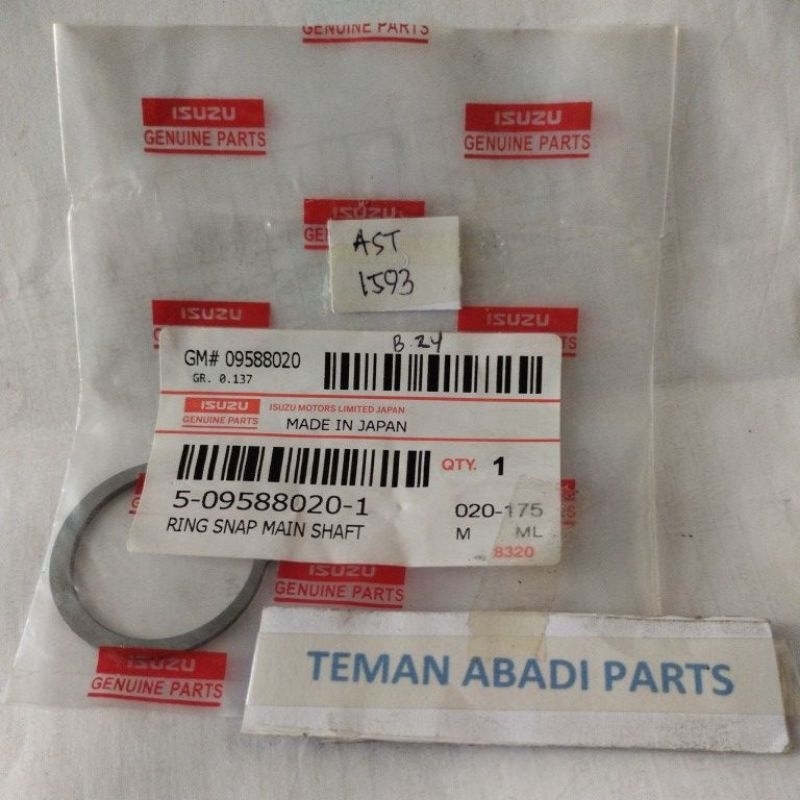 GENUINE PARTS
ISUZU
GENUINE PARTS
ISUZU
GENUINE PARTS
ISUZU
AST
1593
ISUZU
ISUZU
B.24
GM# 09588020
GR. 0.137
ISUZU
GENUINE PARTS
ISUZU MOTORS LIMITED JAPAN
MADE IN JAPAN
QTY. 1
5-09588020-1
020-175
RING SNAP MAIN SHAFT
M ML
8320
ISUZU
GENUINE PARTS
ISUZU
GENUINE PARTS
TEMAN ABADI PARTS